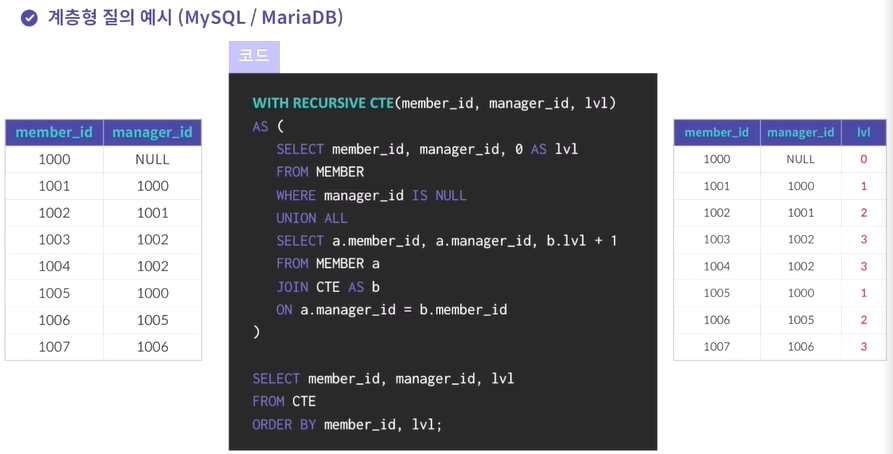 계층형 질의 예시 (MySQL / MariaDB)
member_id manager_id
1000 NULL
1001 1000
1002 1001
1003 1002
1004 1002
1005 1000
1006 1005
1007 1006
코드
WITH RECURSIVE CTE(member_id, manager_id, lvl)
AS (
SELECT member_id, manager_id, 0 AS lvl
FROM MEMBER
WHERE manager_id IS NULL
UNION ALL
SELECT a.member_id, a.manager_id, b.lvl + 1
FROM MEMBER a
JOIN CTE AS b
ON a.manager_id = b.member_id
)
SELECT member_id, manager_id, lvl
FROM CTE
ORDER BY member_id, lvl;
member_id manager_id lvl
1000 NULL 0
1001 1000 1
1002 1001 2
1003 1002 3
1004 1002 3
1005 1000 1
1006 1005 2
1007 1006 3